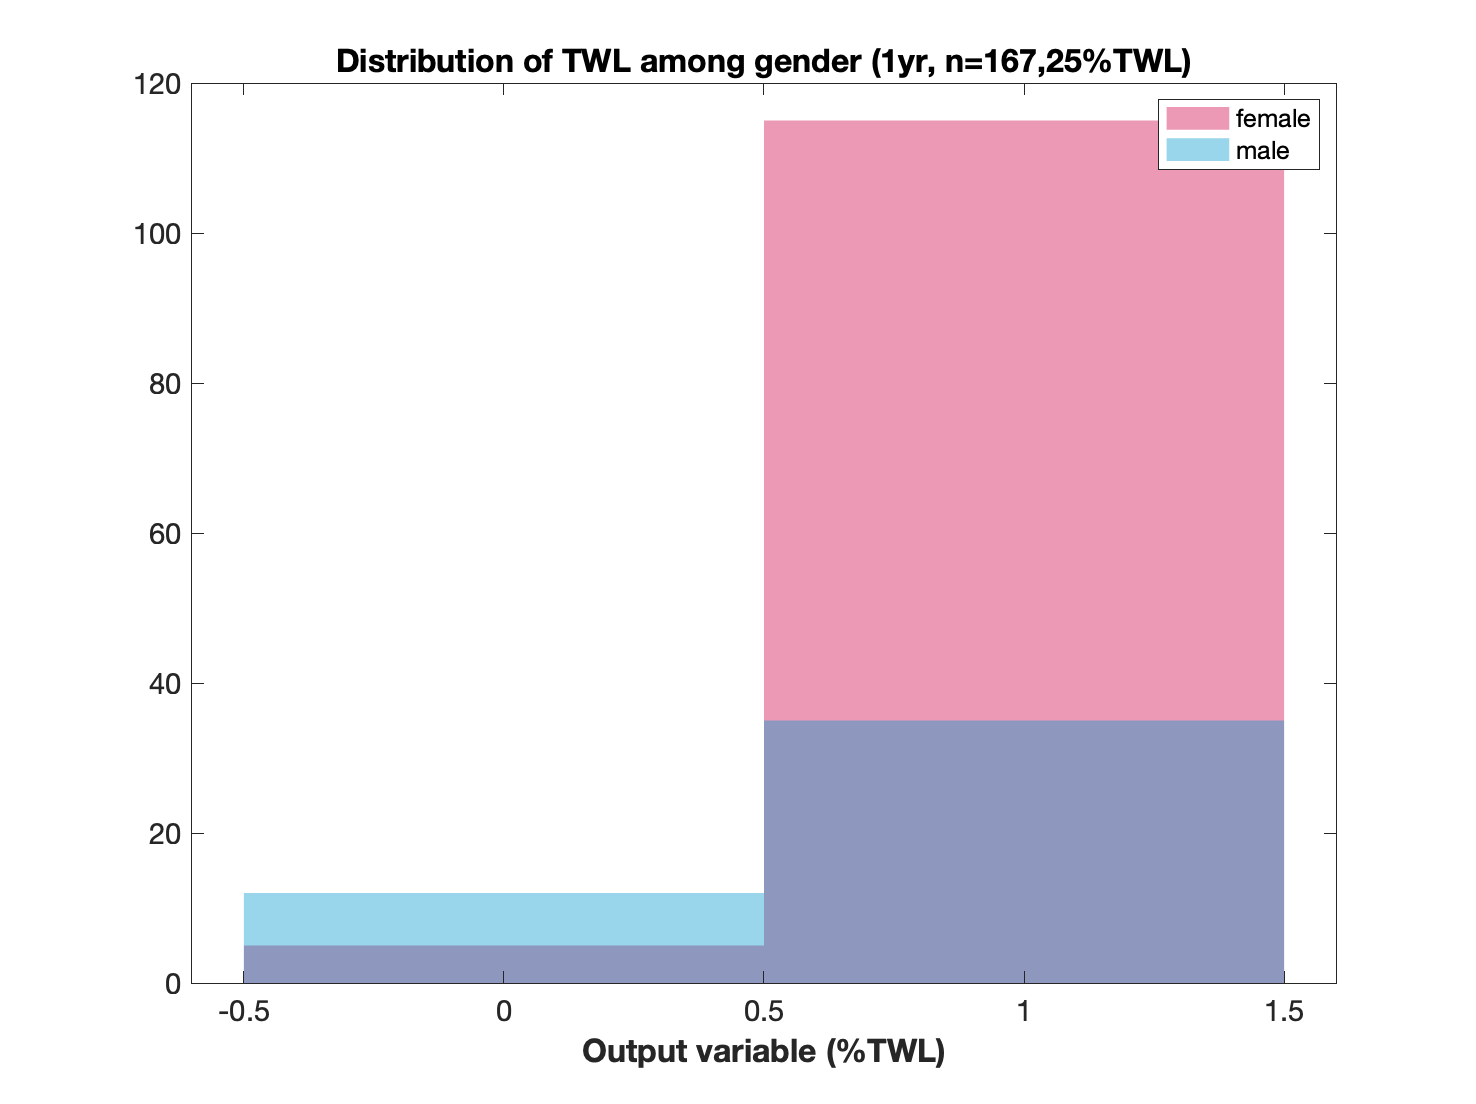 Distribution of TWL among gender (1yr, n=167,25%TWL)
120
100
80
60
40
20
0
female
male
-0.5 0 0.5 1 1.5
Output variable (%TWL)